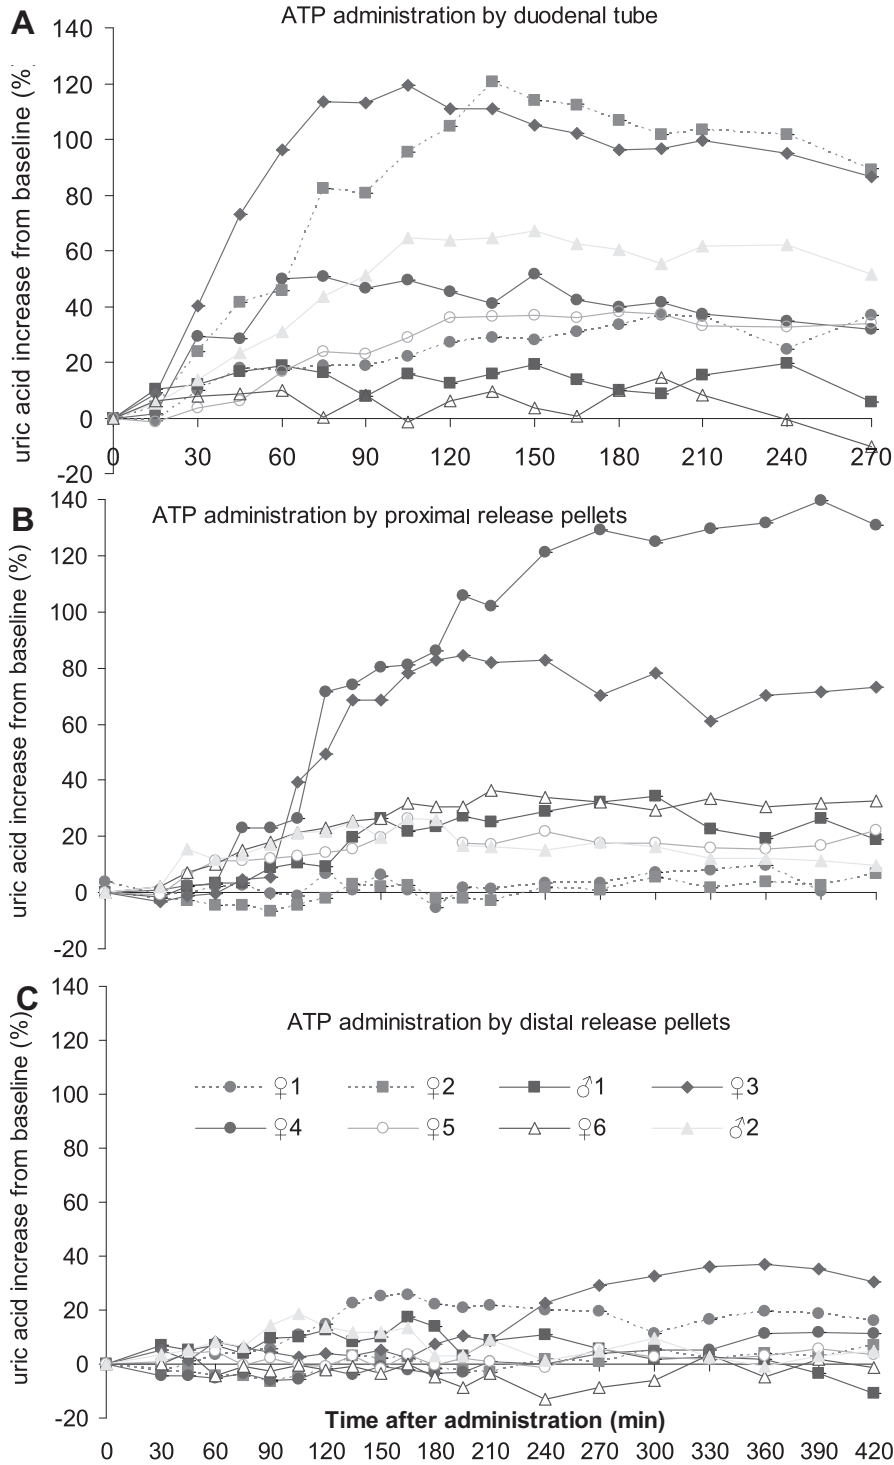 A
ATP administration by duodenal tube
uric acid increase from baseline (%)
140
120
100
80
60
40
20
0
-20
0 30 60 90 120 150 180 210 240 270
B
ATP administration by proximal release pellets
uric acid increase from baseline (%)
140
120
100
80
60
40
20
0
-20
C
ATP administration by distal release pellets
uric acid increase from baseline (%)
140
120
100
80
60
40
20
0
-20
♀1 ♀2 ♂1 ♀3
♀4 ♀5 ♀6 ♂2
Time after administration (min)
0 30 60 90 120 150 180 210 240 270 300 330 360 390 420